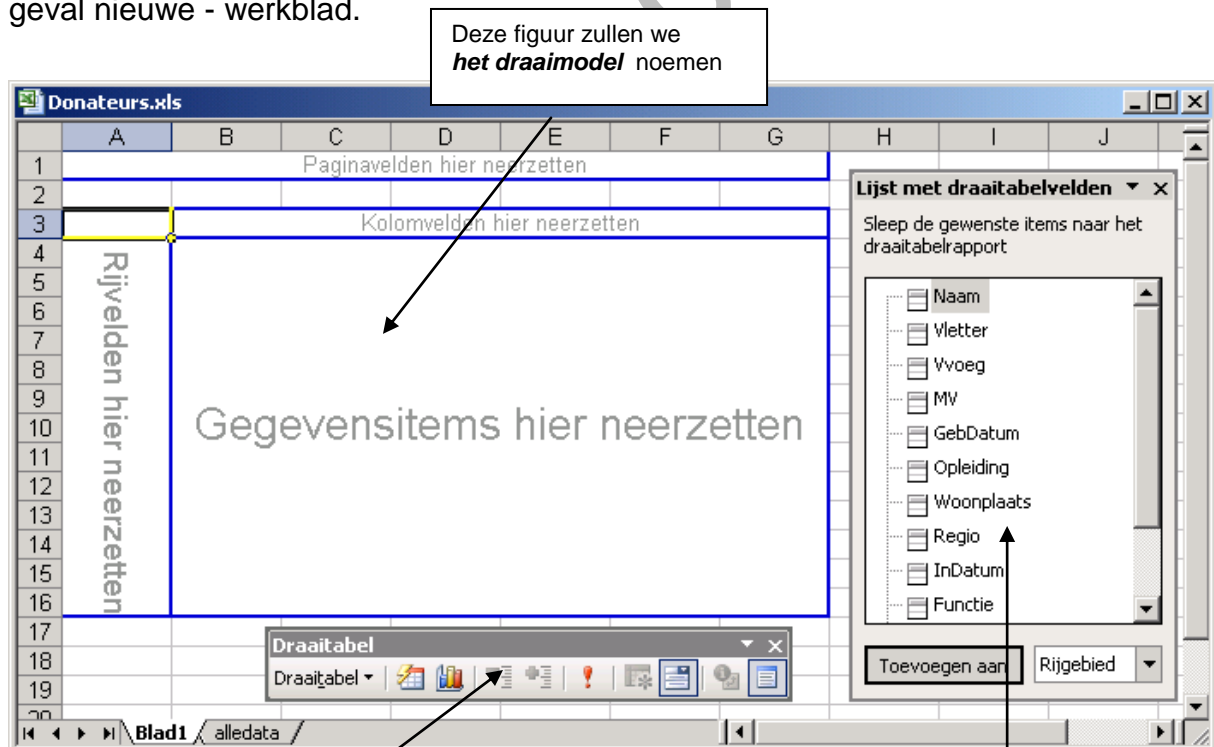 geval nieuwe - werkblad.
Deze figuur zullen we
het draaimodel noemen
Donateurs.xls
A B C D E F G H I J
1 Paginavelden hier neerzetten
2
3 Kolomvelden hier neerzetten
4
5
6
7
8
9
10
11
12
13
14
15
16
17
18
19
Rijvelden hier neerzetten
Gegevensitems hier neerzetten
Lijst met draaitabelvelden
Sleep de gewenste items naar het
draaitabelrapport
Naam
Vletter
Vvoeg
MV
GebDatum
Opleiding
Woonplaats
Regio
InDatum
Functie
Toevoegen aan Rijgebied
Draaitabel
Draaitabel
Blad1 alledata